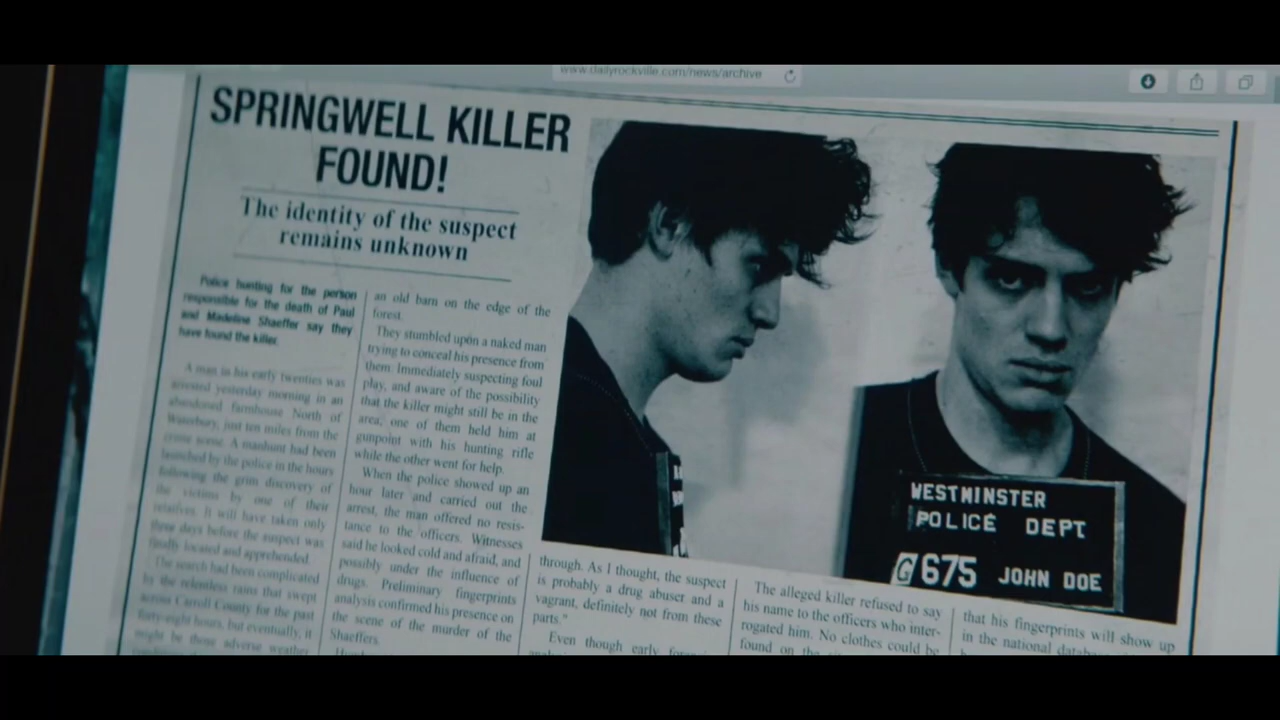 www.dailyrockville.com/news/archive
SPRINGWELL KILLER
FOUND!
The identity of the suspect
remains unknown
Police hunting for the person
responsible for the death of Paul
and Madeline Shaeffer say they
have found the killer.
A man in his early twenties was
arrested yesterday morning in an
abandoned farmhouse North of
Waterbury, just ten miles from the
crime scene. A manhunt had been
launched by the police in the hours
following the grim discovery of
the victims by one of their
relatives. It will have taken only
three days before the suspect was
finally located and apprehended.
The search had been complicated
by the relentless rains that swept
across Carroll County for the past
forty-eight hours, but eventually, it
might be those adverse weather
an old barn on the edge of the
forest.
They stumbled upon a naked man
trying to conceal his presence from
them. Immediately suspecting foul
play, and aware of the possibility
that the killer might still be in the
area, one of them held him at
gunpoint with his hunting rifle
while the other went for help.
When the police showed up an
hour later and carried out the
arrest, the man offered no resis-
tance to the officers. Witnesses
said he looked cold and afraid, and
possibly under the influence of
drugs. Preliminary fingerprints
analysis confirmed his presence on
the scene of the murder of the
Shaeffers.
through. As I thought, the suspect
is probably a drug abuser and a
vagrant, definitely not from these
parts."
Even though early
The alleged killer refused to say
his name to the officers who inter-
rogated him. No clothes could be
found on the
that his fingerprints will show up
in the national
WESTMINSTER
POLICE DEPT
G675 JOHN DOE